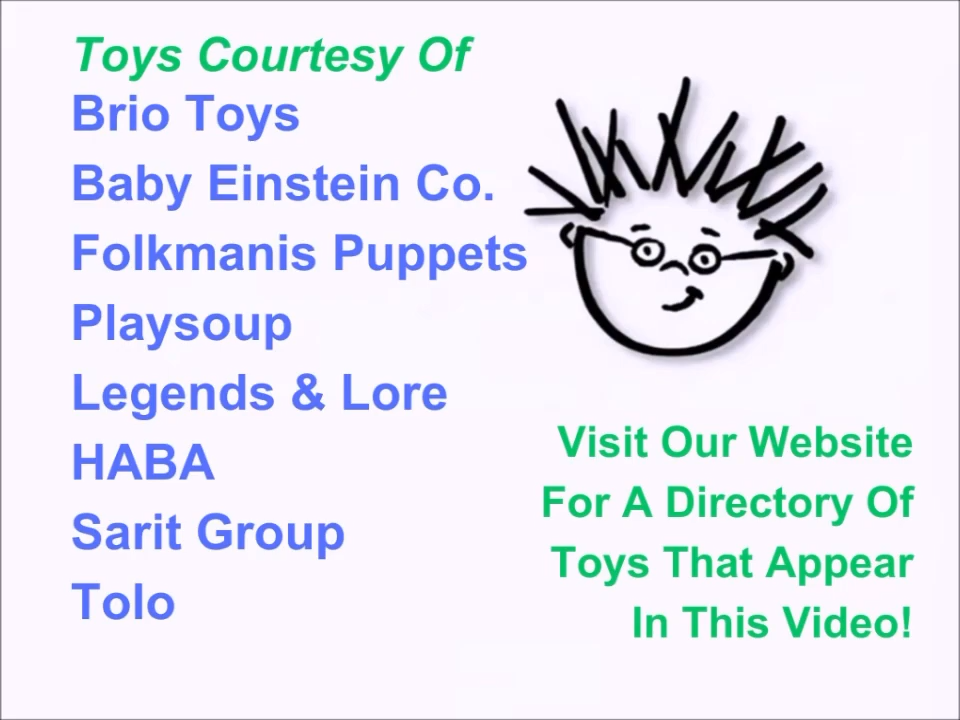 Toys Courtesy Of
Brio Toys
Baby Einstein Co.
Folkmanis Puppets
Playsoup
Legends & Lore
HABA
Sarit Group
Tolo
Visit Our Website
For A Directory Of
Toys That Appear
In This Video!